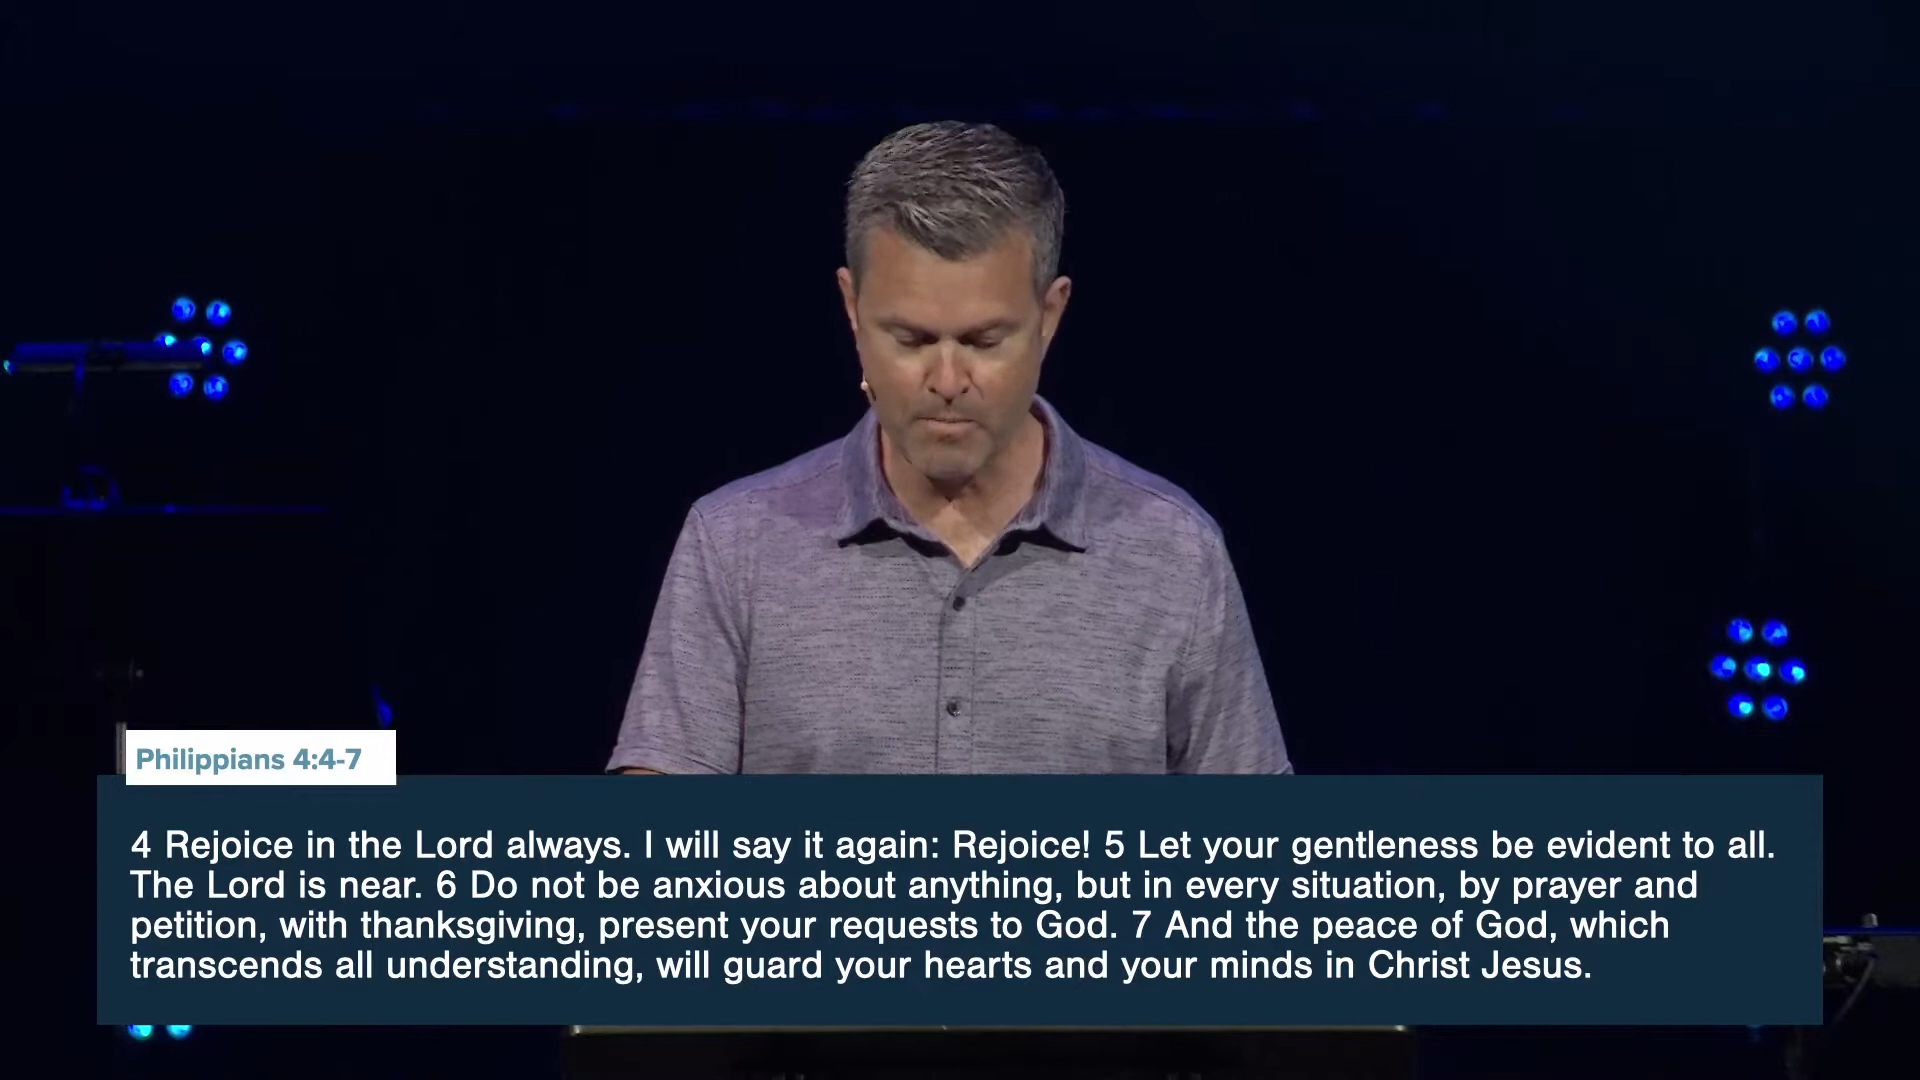 Philippians 4:4-7
4 Rejoice in the Lord always. I will say it again: Rejoice! 5 Let your gentleness be evident to all.
The Lord is near. 6 Do not be anxious about anything, but in every situation, by prayer and
petition, with thanksgiving, present your requests to God. 7 And the peace of God, which
transcends all understanding, will guard your hearts and your minds in Christ Jesus.